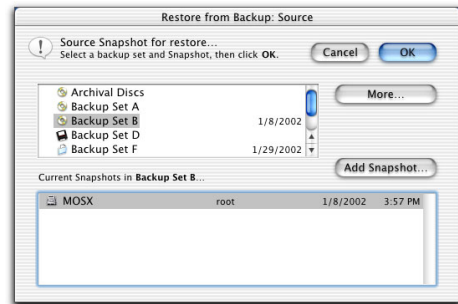 Restore from Backup: Source
Source Snapshot for restore...
Select a backup set and Snapshot, then click OK.
Cancel
OK
Archival Discs
Backup Set A
Backup Set B 1/8/2002
Backup Set D
Backup Set F 1/29/2002
More...
Add Snapshot...
Current Snapshots in Backup Set B...
MOSX root 1/8/2002 3:57 PM